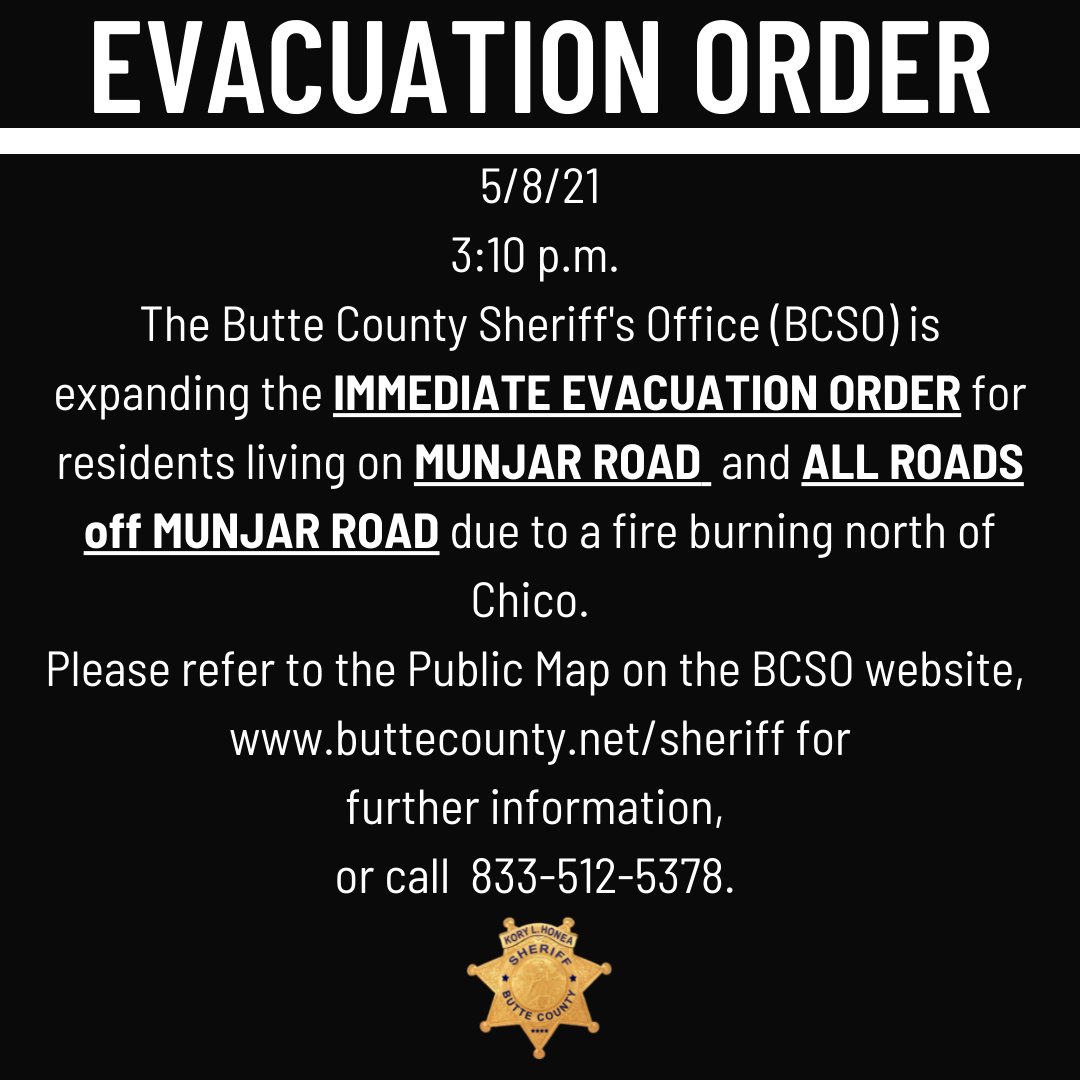 EVACUATION ORDER
5/8/21
3:10 p.m.
The Butte County Sheriff's Office (BCSO) is
expanding the IMMEDIATE EVACUATION ORDER for
residents living on MUNJAR ROAD  and ALL ROADS
off MUNJAR ROAD due to a fire burning north of
Chico.
Please refer to the Public Map on the BCSO website,
www.buttecounty.net/sheriff for
further information,
or call  833-512-5378.
KORY L. HONEA
SHERIFF
BUTTE COUNTY